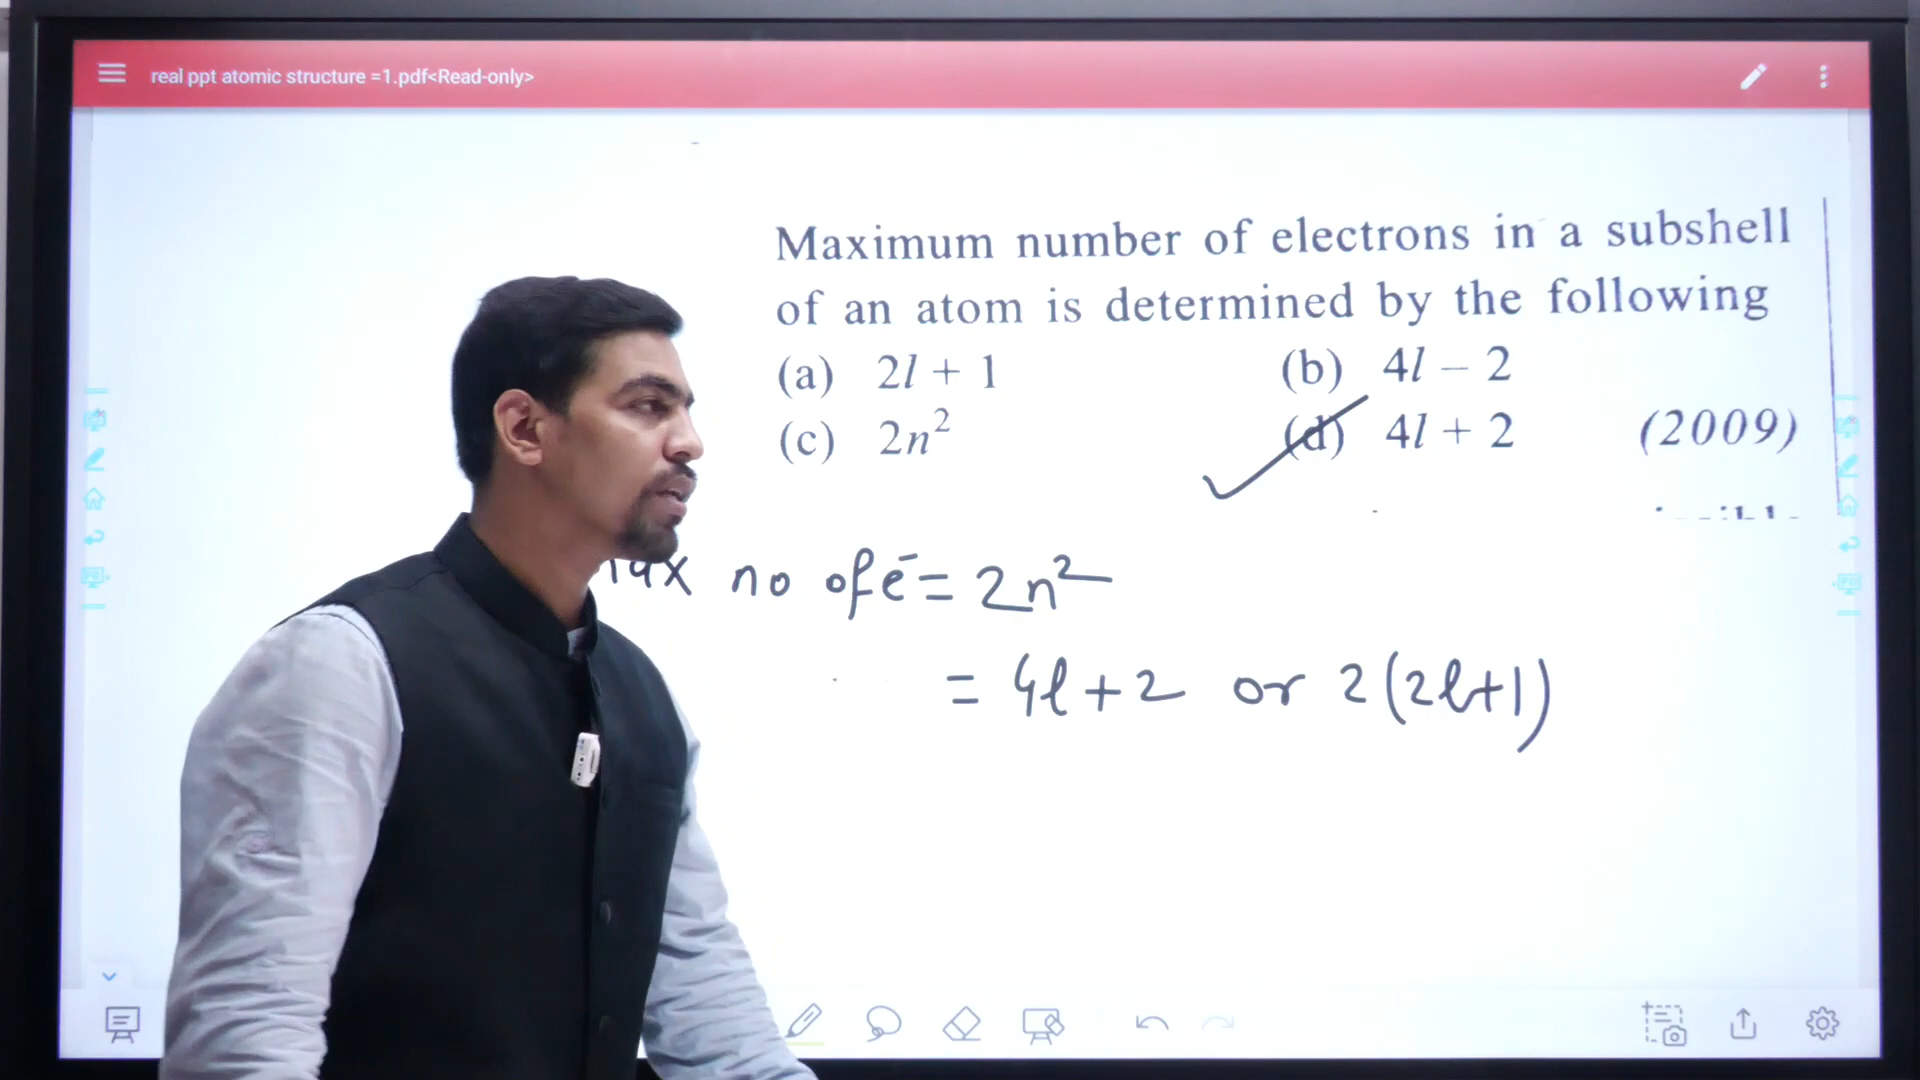 real ppt atomic structure =1.pdf<Read-only>
Maximum number of electrons in a subshell
of an atom is determined by the following
(a) 2l + 1 (b) 4l – 2
(c) 2n² (d) 4l + 2 (2009)
no of e⁻ = 2n²
= 4l + 2 or 2(2l+1)